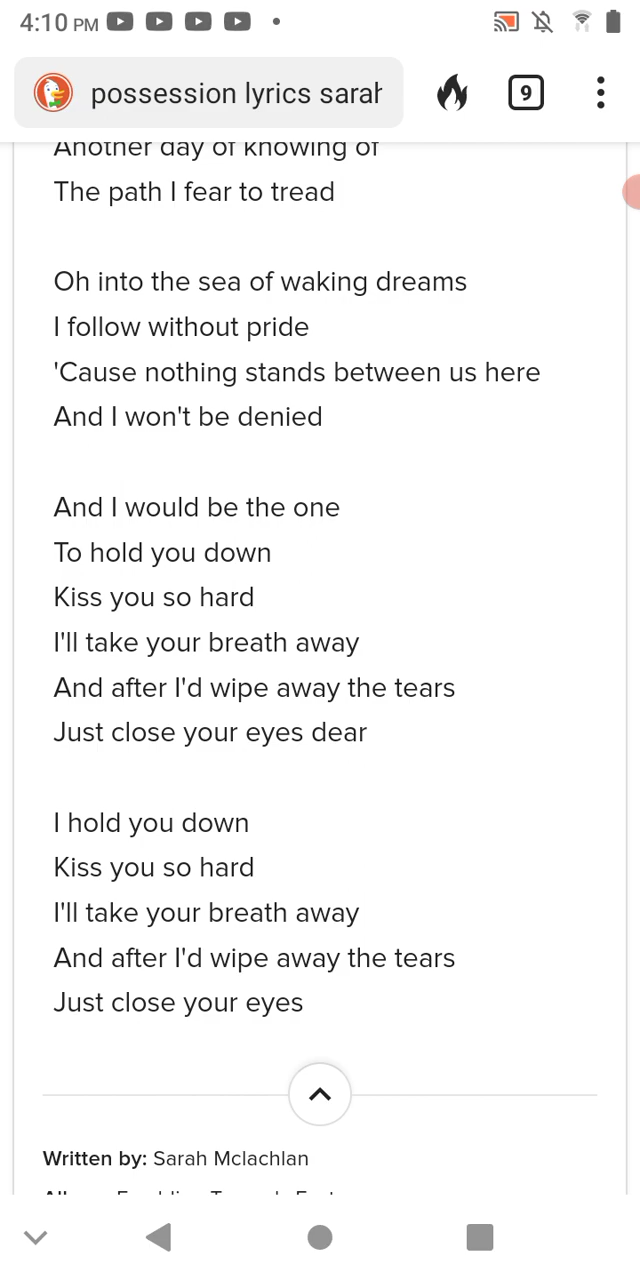 4:10 PM
possession lyrics sarah
9
Another day of knowing of
The path I fear to tread
Oh into the sea of waking dreams
I follow without pride
'Cause nothing stands between us here
And I won't be denied
And I would be the one
To hold you down
Kiss you so hard
I'll take your breath away
And after I'd wipe away the tears
Just close your eyes dear
I hold you down
Kiss you so hard
I'll take your breath away
And after I'd wipe away the tears
Just close your eyes
Written by: Sarah Mclachlan